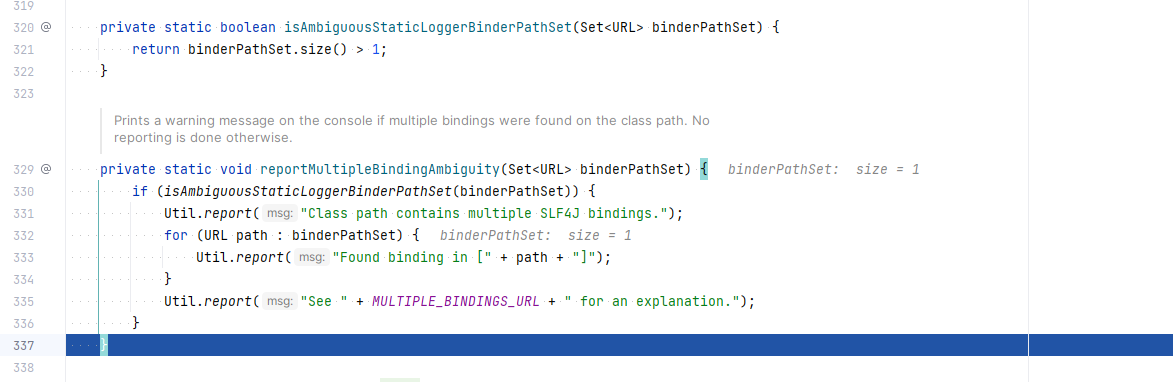 319
320 @ private static boolean isAmbiguousStaticLoggerBinderPathSet(Set<URL> binderPathSet) {
321 return binderPathSet.size() > 1;
322 }
323
Prints a warning message on the console if multiple bindings were found on the class path. No
reporting is done otherwise.
329 @ private static void reportMultipleBindingAmbiguity(Set<URL> binderPathSet) { binderPathSet: size = 1
330 if (isAmbiguousStaticLoggerBinderPathSet(binderPathSet)) {
331 Util.report( msg: "Class path contains multiple SLF4J bindings.");
332 for (URL path : binderPathSet) { binderPathSet: size = 1
333 Util.report( msg: "Found binding in [" + path + "]");
334 }
335 Util.report( msg: "See " + MULTIPLE_BINDINGS_URL + " for an explanation.");
336 }
337 }
338